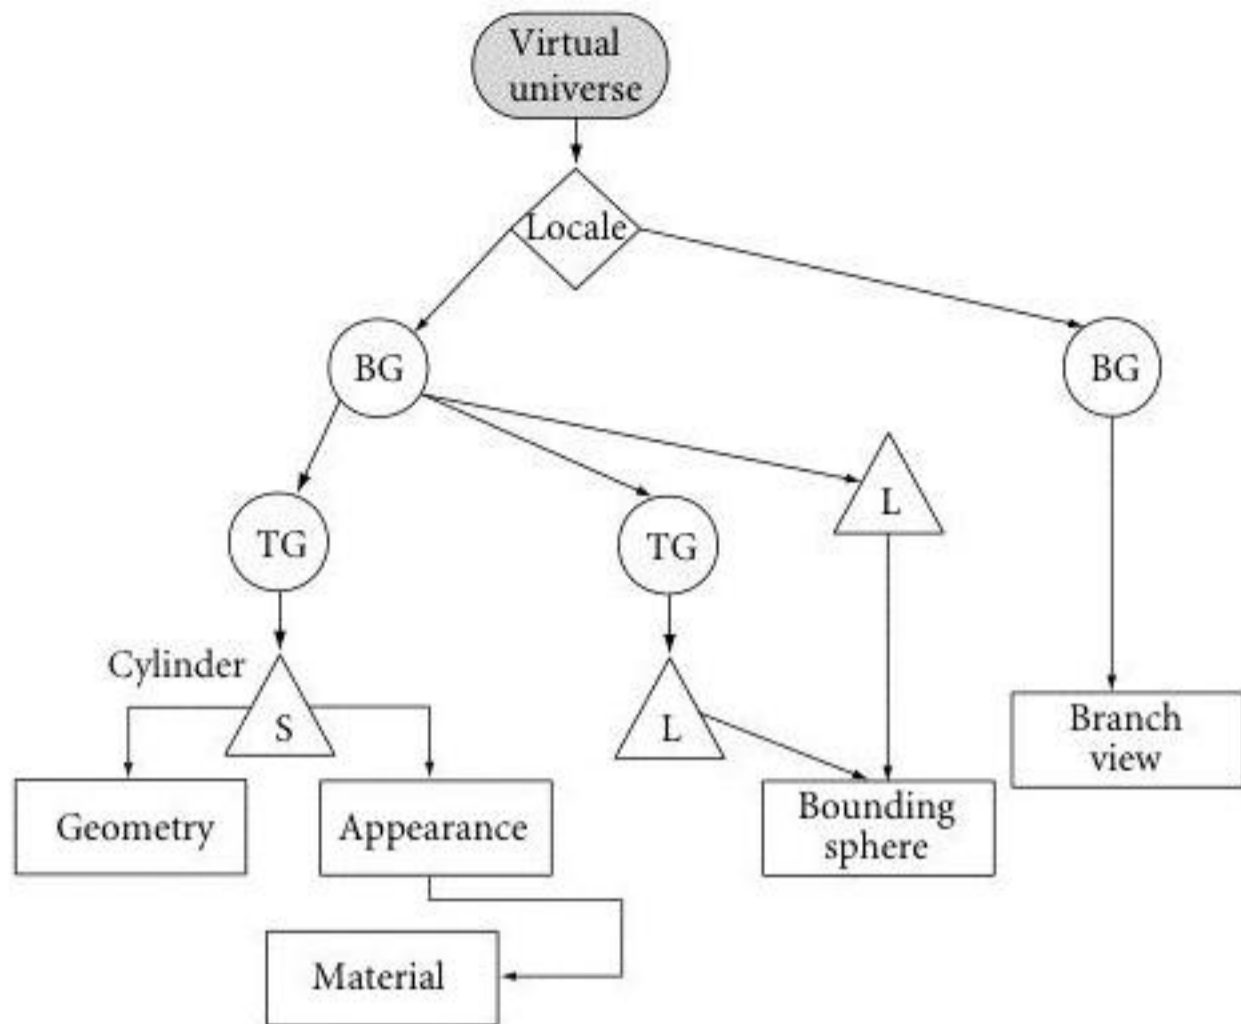 Virtual
universe
Locale
BG
BG
L
TG
TG
Cylinder
S
L
Branch
view
Geometry
Appearance
Bounding
sphere
Material